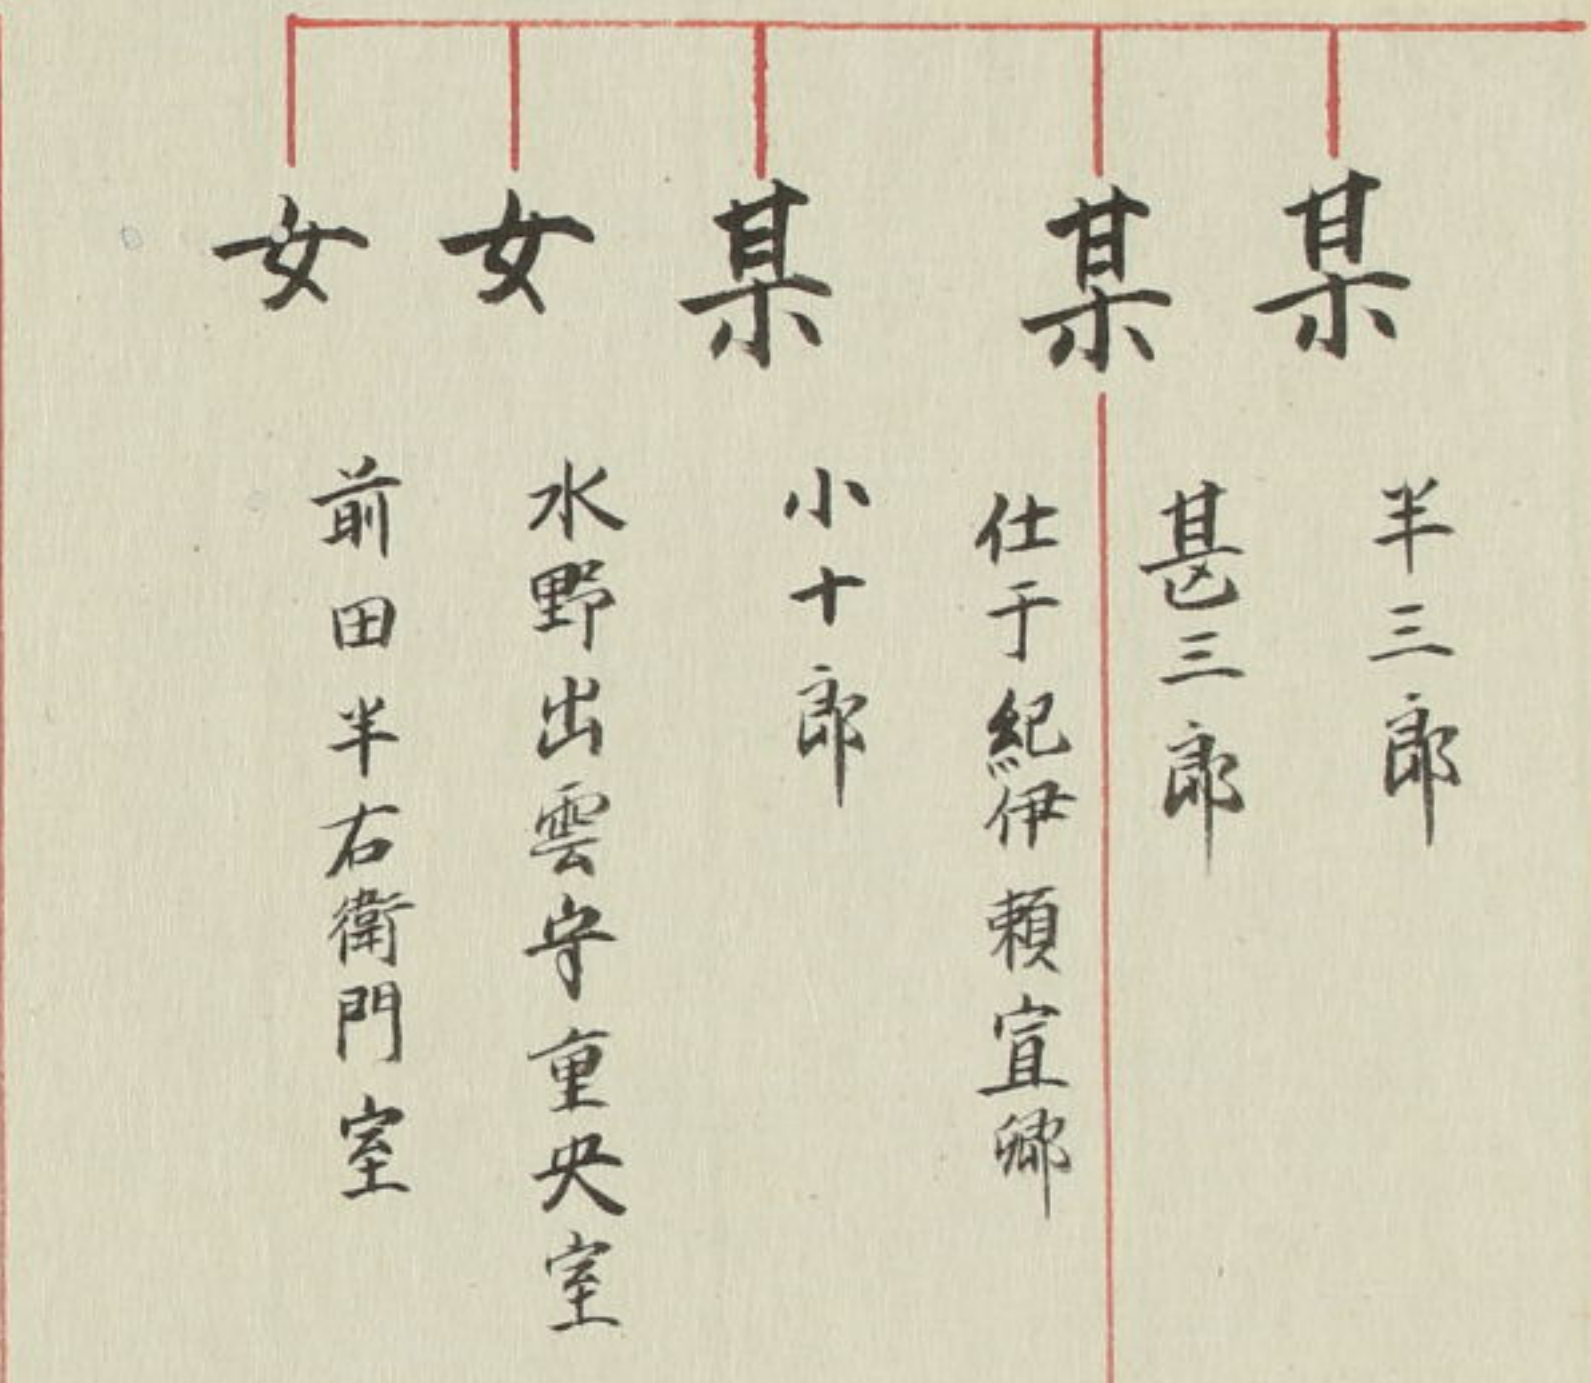 某
半三郎
某
甚三郎
仕于紀伊頼宣卿
某
小十郎
女
水野出雲守重央室
女
前田半右衛門室